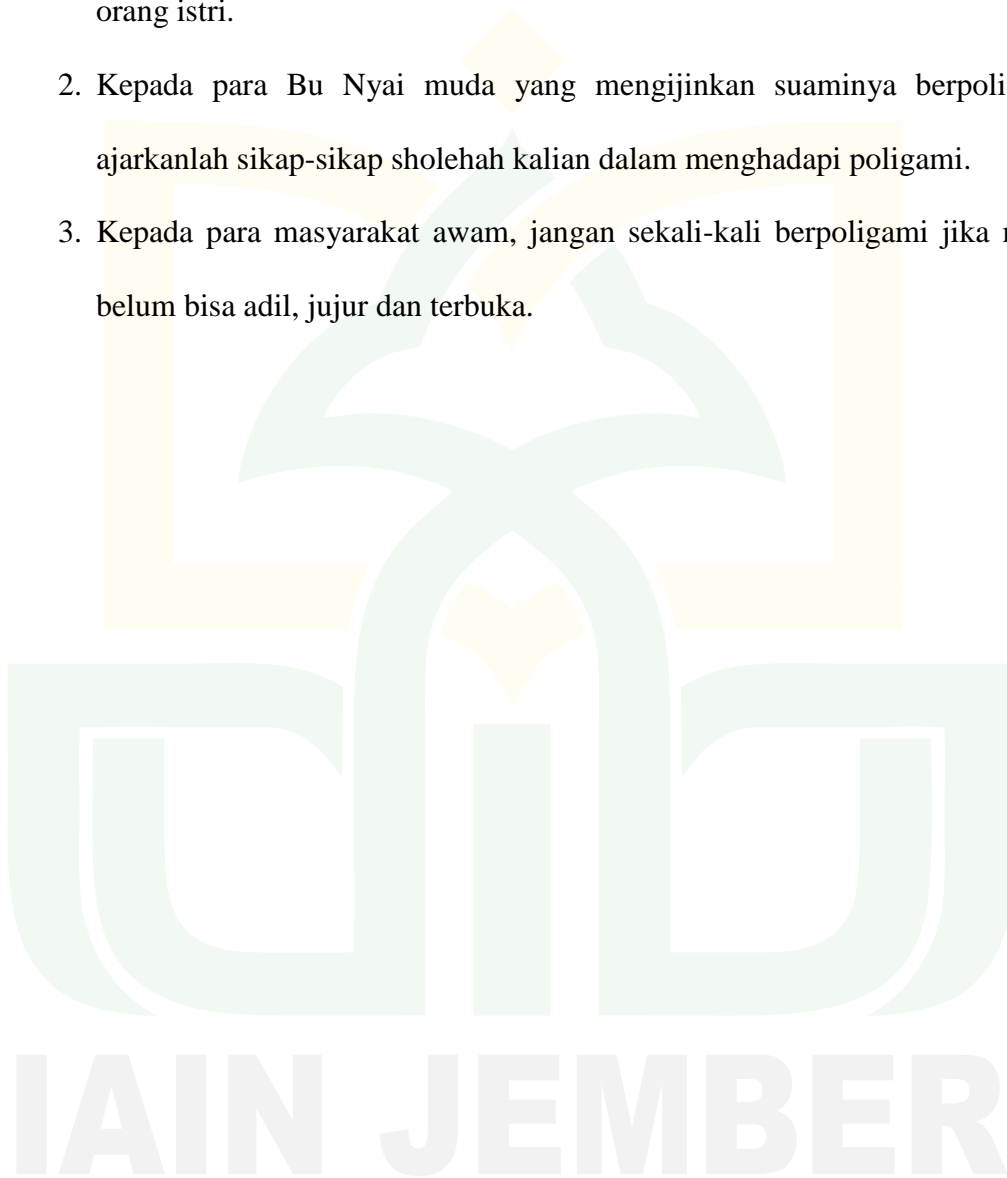 orang istri.
2. Kepada para Bu Nyai muda yang mengijinkan suaminya berpoli
ajarkanlah sikap-sikap sholehah kalian dalam menghadapi poligami.
3. Kepada para masyarakat awam, jangan sekali-kali berpoligami jika
belum bisa adil, jujur dan terbuka.
IAIN JEMBER